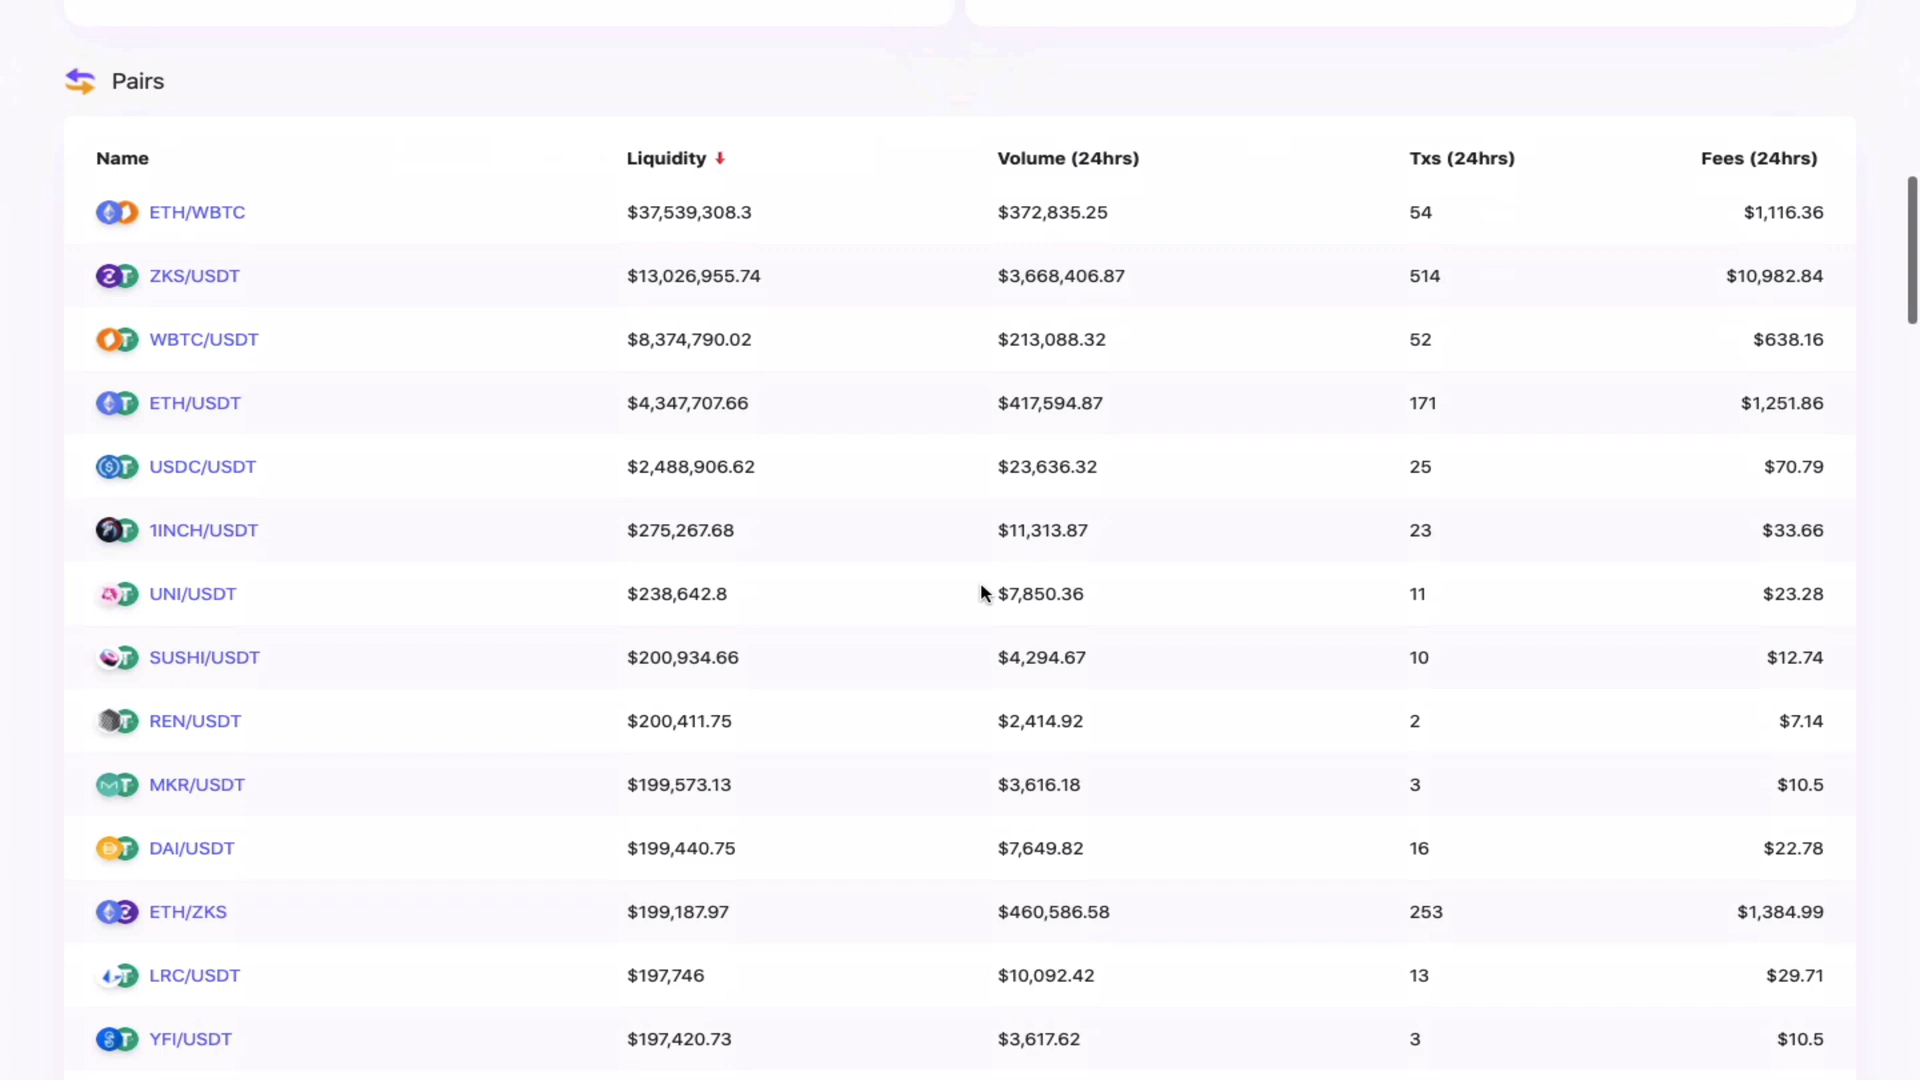 Pairs
Name Liquidity Volume (24hrs) Txs (24hrs) Fees (24hrs)
ETH/WBTC $37,539,308.3 $372,835.25 54 $1,116.36
ZKS/USDT $13,026,955.74 $3,668,406.87 514 $10,982.84
WBTC/USDT $8,374,790.02 $213,088.32 52 $638.16
ETH/USDT $4,347,707.66 $417,594.87 171 $1,251.86
USDC/USDT $2,488,906.62 $23,636.32 25 $70.79
1INCH/USDT $275,267.68 $11,313.87 23 $33.66
UNI/USDT $238,642.8 $7,850.36 11 $23.28
SUSHI/USDT $200,934.66 $4,294.67 10 $12.74
REN/USDT $200,411.75 $2,414.92 2 $7.14
MKR/USDT $199,573.13 $3,616.18 3 $10.5
DAI/USDT $199,440.75 $7,649.82 16 $22.78
ETH/ZKS $199,187.97 $460,586.58 253 $1,384.99
LRC/USDT $197,746 $10,092.42 13 $29.71
YFI/USDT $197,420.73 $3,617.62 3 $10.5